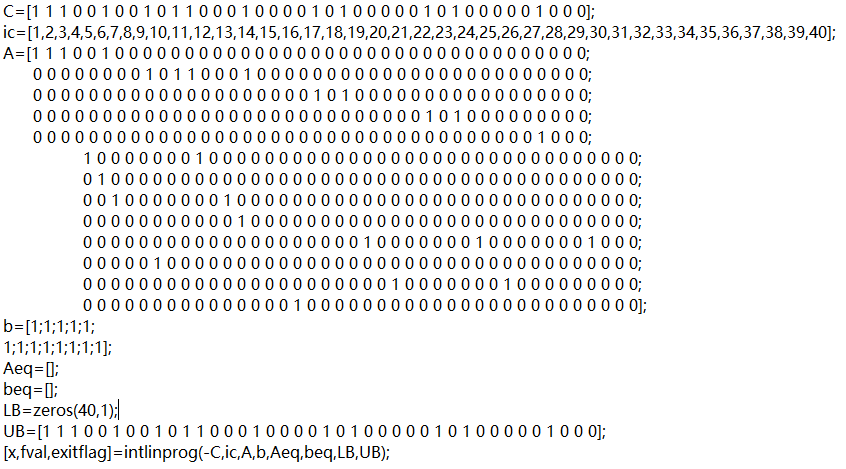 C=[1 1 1 0 0 1 0 0 1 0 1 1 0 0 0 1 0 0 0 0 1 0 1 0 0 0 0 0 1 0 1 0 0 0 0 0 1 0 0 0];
ic=[1,2,3,4,5,6,7,8,9,10,11,12,13,14,15,16,17,18,19,20,21,22,23,24,25,26,27,28,29,30,31,32,33,34,35,36,37,38,39,40];
A=[1 1 1 0 0 1 0 0 0 0 0 0 0 0 0 0 0 0 0 0 0 0 0 0 0 0 0 0 0 0 0 0 0 0 0 0 0 0 0 0;
0 0 0 0 0 0 0 0 1 0 1 1 0 0 0 1 0 0 0 0 0 0 0 0 0 0 0 0 0 0 0 0 0 0 0 0 0 0 0 0;
0 0 0 0 0 0 0 0 0 0 0 0 0 0 0 0 0 0 0 0 1 0 1 0 0 0 0 0 0 0 0 0 0 0 0 0 0 0 0 0;
0 0 0 0 0 0 0 0 0 0 0 0 0 0 0 0 0 0 0 0 0 0 0 0 0 0 0 0 1 0 1 0 0 0 0 0 0 0 0 0;
0 0 0 0 0 0 0 0 0 0 0 0 0 0 0 0 0 0 0 0 0 0 0 0 0 0 0 0 0 0 0 0 0 0 0 0 1 0 0 0;
1 0 0 0 0 0 0 0 1 0 0 0 0 0 0 0 0 0 0 0 0 0 0 0 0 0 0 0 0 0 0 0 0 0 0 0 0 0 0 0;
0 1 0 0 0 0 0 0 0 0 0 0 0 0 0 0 0 0 0 0 0 0 0 0 0 0 0 0 0 0 0 0 0 0 0 0 0 0 0 0;
0 0 1 0 0 0 0 0 0 0 1 0 0 0 0 0 0 0 0 0 0 0 0 0 0 0 0 0 0 0 0 0 0 0 0 0 0 0 0 0;
0 0 0 0 0 0 0 0 0 0 0 1 0 0 0 0 0 0 0 0 0 0 0 0 0 0 0 0 0 0 0 0 0 0 0 0 0 0 0 0;
0 0 0 0 0 0 0 0 0 0 0 0 0 0 0 0 0 0 0 0 1 0 0 0 0 0 0 0 1 0 0 0 0 0 0 0 1 0 0 0;
0 0 0 0 0 1 0 0 0 0 0 0 0 0 0 0 0 0 0 0 0 0 0 0 0 0 0 0 0 0 0 0 0 0 0 0 0 0 0 0;
0 0 0 0 0 0 0 0 0 0 0 0 0 0 0 0 0 0 0 0 0 0 1 0 0 0 0 0 0 0 1 0 0 0 0 0 0 0 0 0;
0 0 0 0 0 0 0 0 0 0 0 0 0 0 0 1 0 0 0 0 0 0 0 0 0 0 0 0 0 0 0 0 0 0 0 0 0 0 0 0];
b=[1;1;1;1;1;
1;1;1;1;1;1;1;1];
Aeq=[];
beq=[];
LB=zeros(40,1);
UB=[1 1 1 0 0 1 0 0 1 0 1 1 0 0 0 1 0 0 0 0 1 0 1 0 0 0 0 0 1 0 1 0 0 0 0 0 1 0 0 0];
[x,fval,exitflag]=intlinprog(-C,ic,A,b,Aeq,beq,LB,UB);